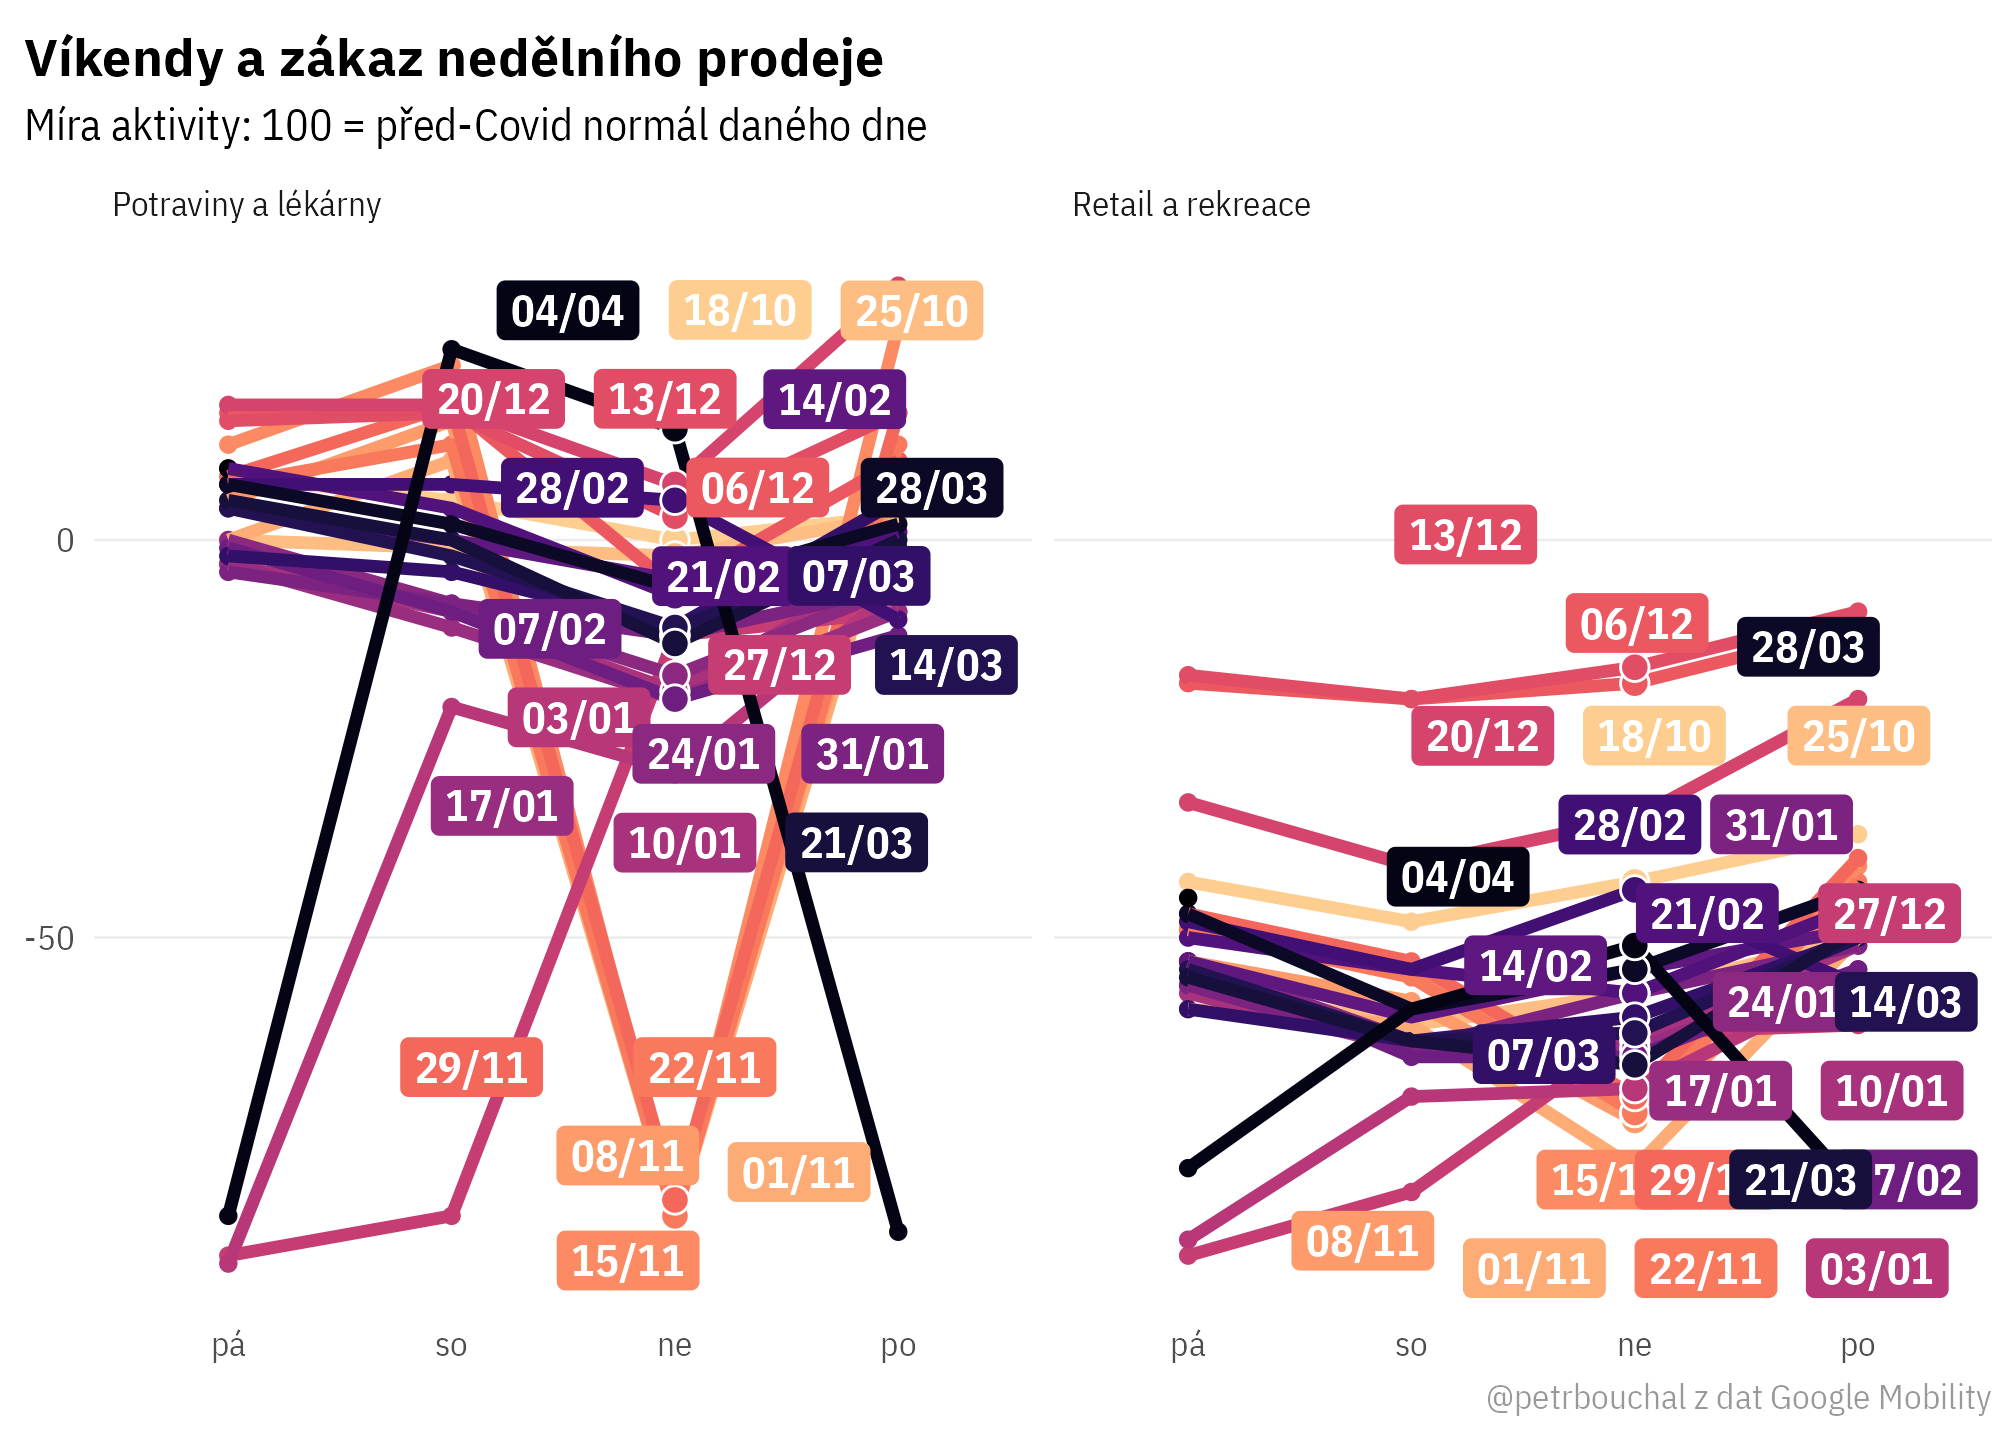 Víkendy a zákaz nedělního prodeje
Míra aktivity: 100 = před-Covid normál daného dne
Potraviny a lékárny
Retail a rekreace
04/04 18/10 25/10
20/12 13/12 14/02
28/02 06/12 28/03
0
21/02 07/03
07/02 27/12 14/03
03/01 24/01 31/01
17/01 10/01 21/03
-50
29/11 22/11
08/11 01/11
15/11
pá so ne po
13/12
06/12 28/03
20/12 18/10 25/10
28/02 31/01
04/04 21/02 27/12
14/02 24/01 14/03
07/03 17/01 10/01
15/1 29/1 21/03 7/02
08/11 01/11 22/11 03/01
pá so ne po
@petrbouchal z dat Google Mobility